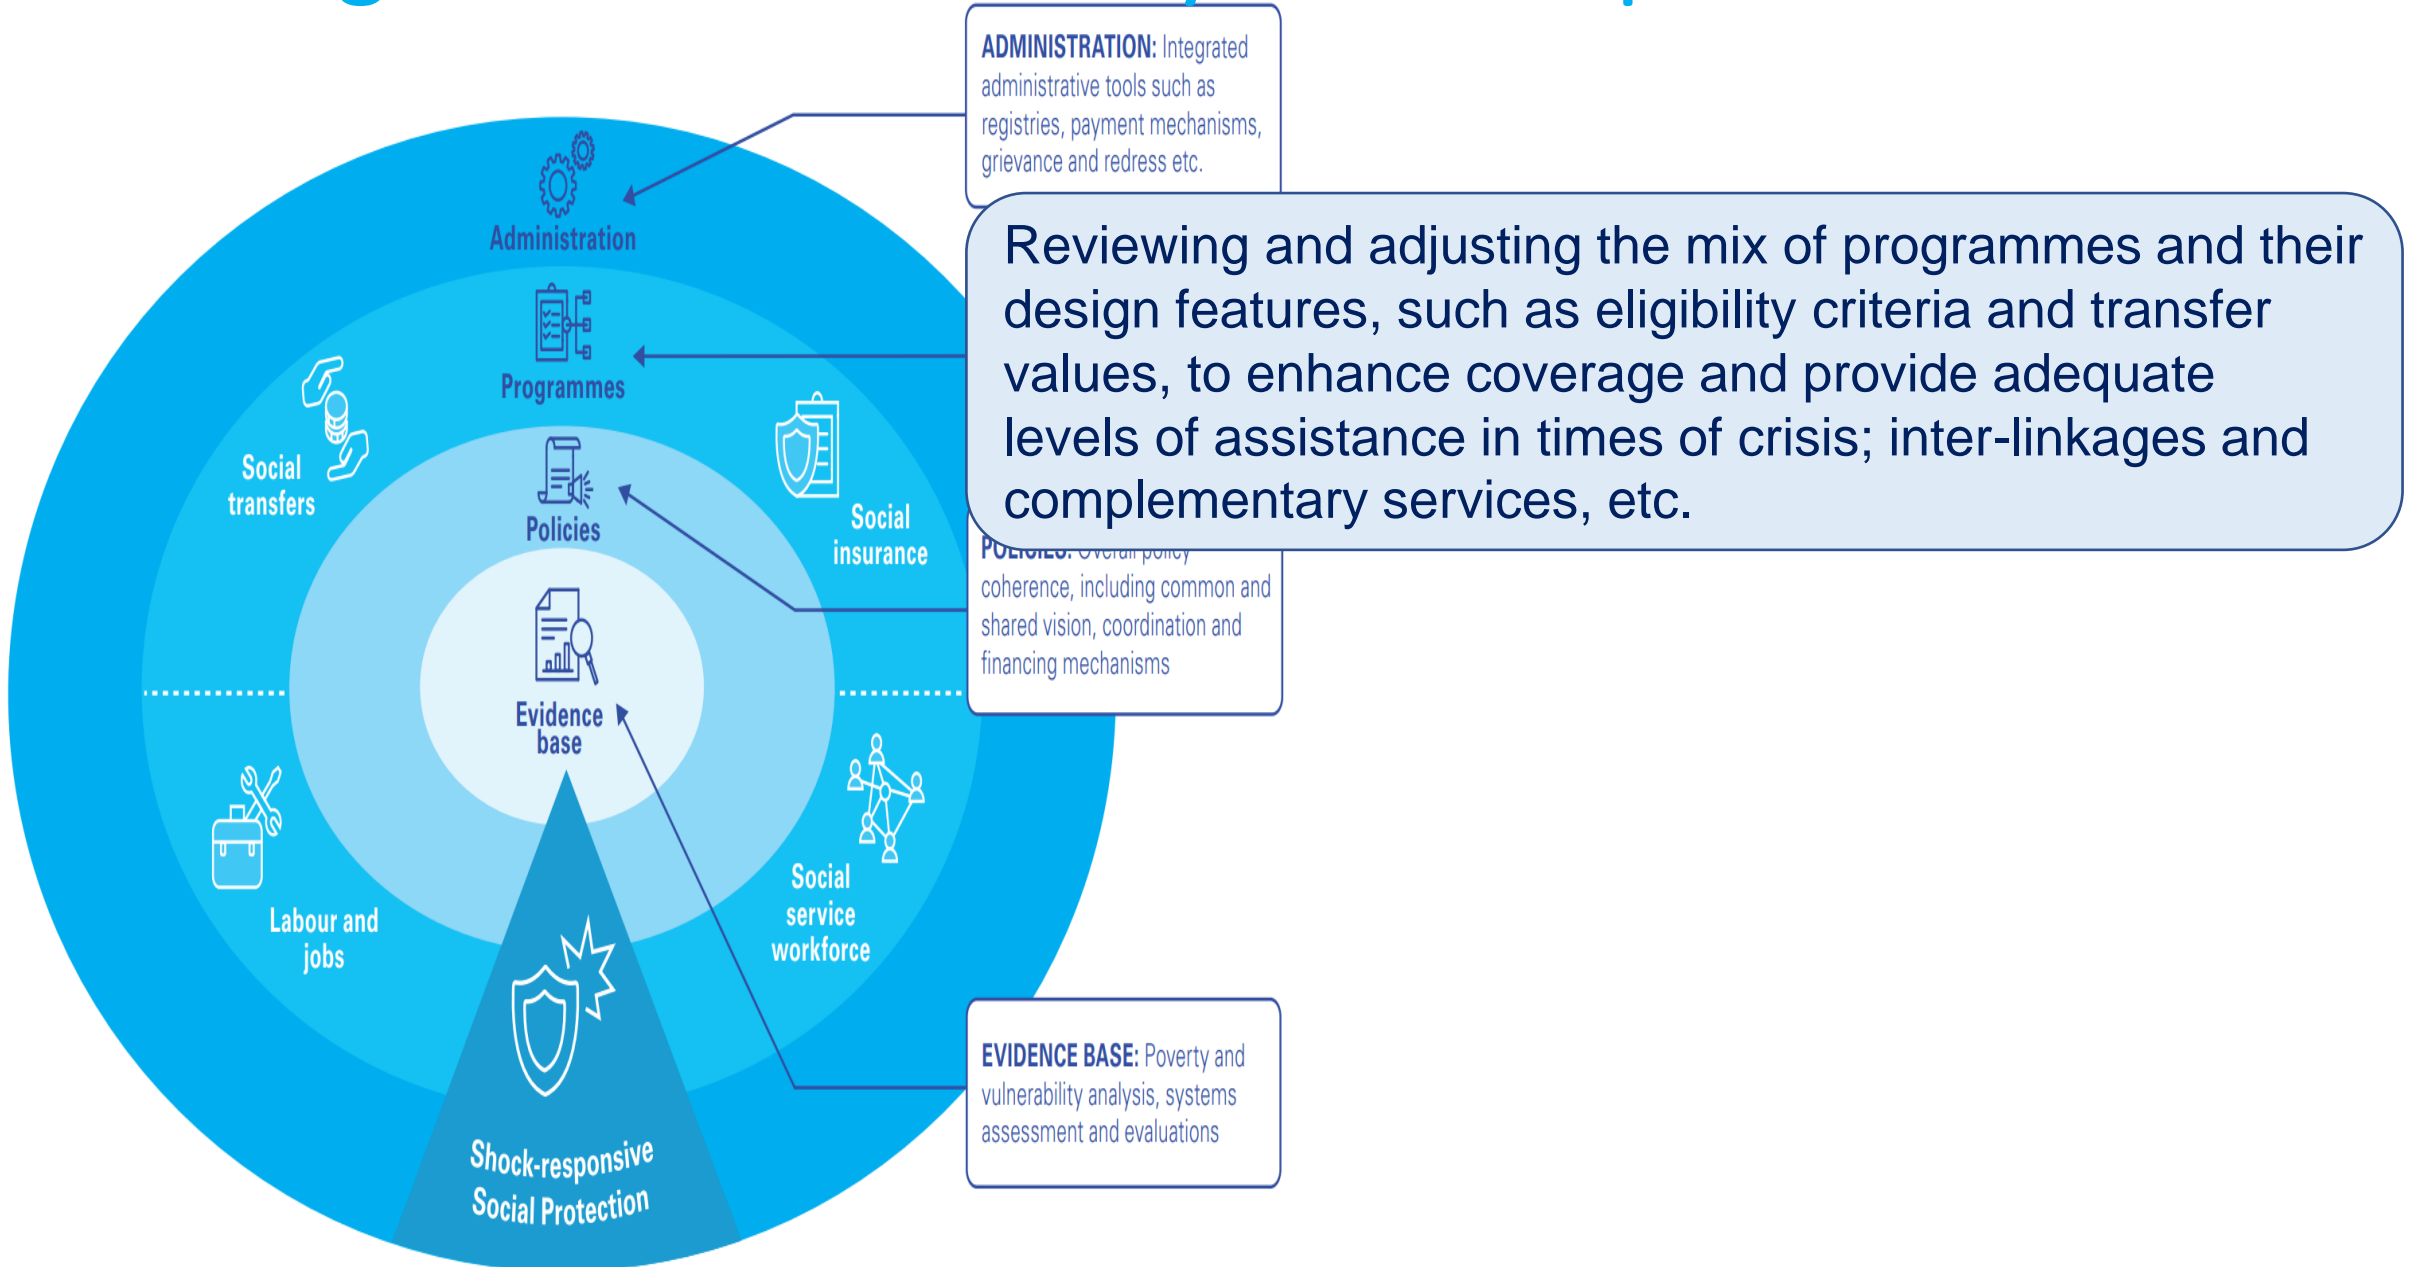 ADMINISTRATION: Integrated
administrative tools such as
registries, payment mechanisms,
grievance and redress etc.
Administration
Reviewing and adjusting the mix of programmes and their
design features, such as eligibility criteria and transfer
values, to enhance coverage and provide adequate
levels of assistance in times of crisis; inter-linkages and
complementary services, etc.
Programmes
Social
transfers
Policies
Social
insurance
POLICIES: Overall policy
coherence, including common and
shared vision, coordination and
financing mechanisms
Evidence
base
Labour and
jobs
Social
service
workforce
EVIDENCE BASE: Poverty and
vulnerability analysis, systems
assessment and evaluations
Shock-responsive
Social Protection